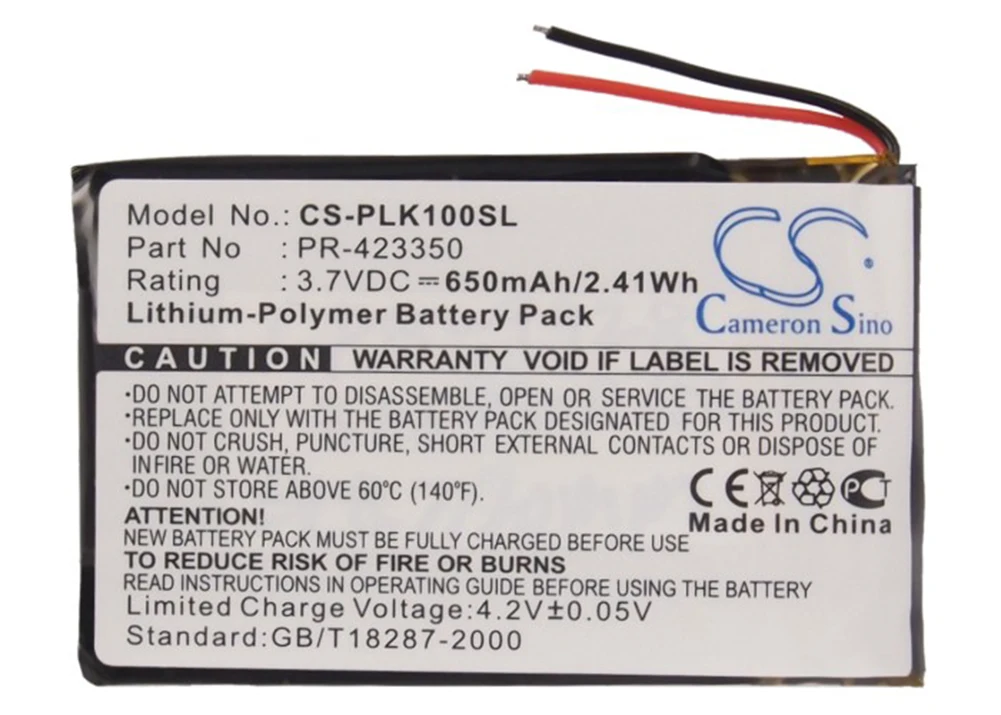 Model No.: CS-PLK100SL
Part No : PR-423350
Rating : 3.7VDC ⎓ 650mAh/2.41Wh
Lithium-Polymer Battery Pack
CS
Cameron Sino
CAUTION WARRANTY VOID IF LABEL IS REMOVED
·DO NOT ATTEMPT TO DISASSEMBLE, OPEN OR SERVICE THE BATTERY PACK.
·REPLACE ONLY WITH THE BATTERY PACK DESIGNATED FOR THIS PRODUCT.
·DO NOT CRUSH, PUNCTURE, SHORT EXTERNAL CONTACTS OR DISPOSE OF
INFIRE OR WATER.
·DO NOT STORE ABOVE 60°C (140°F).
CE PCT
Made In China
ATTENTION!
NEW BATTERY PACK MUST BE FULLY CHARGED BEFORE USE
TO REDUCE RISK OF FIRE OR BURNS
READ INSTRUCTIONS IN OPERATING GUIDE BEFORE USING THE BATTERY
Limited Charge Voltage:4.2V±0.05V
Standard:GB/T18287-2000